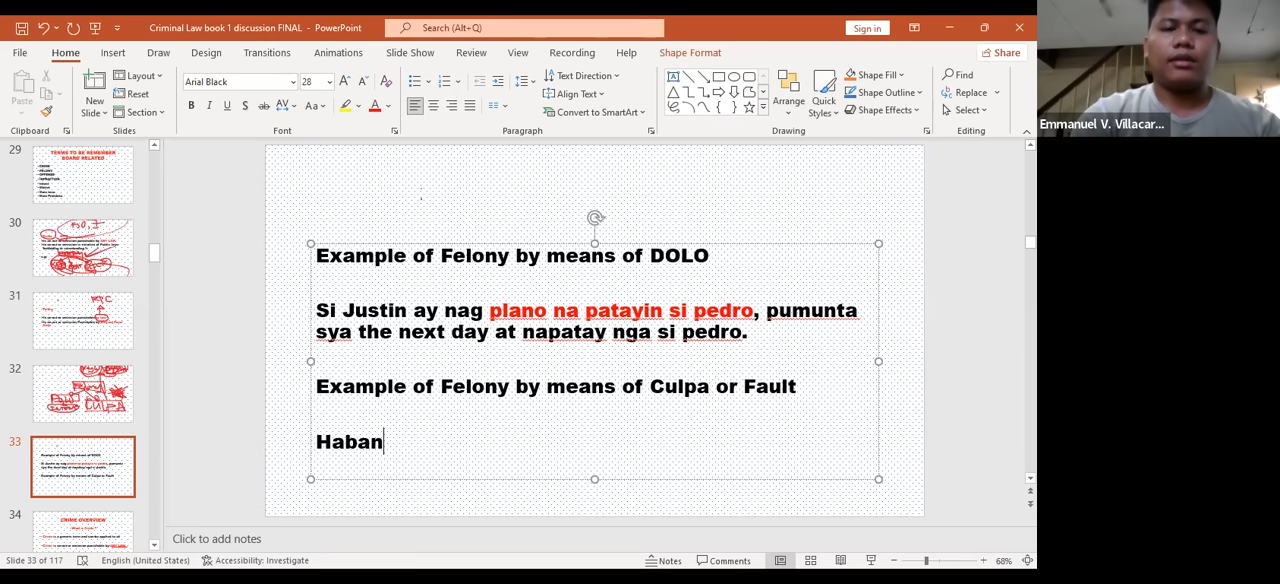 Criminal Law book 1 discussion FINAL - PowerPoint
Search (Alt+Q)
Sign in
File Home Insert Draw Design Transitions Animations Slide Show Review View Recording Help Shape Format
Share
Paste
Clipboard
New Slide
Layout
Reset
Section
Slides
Arial Black 28
B I U S ab AV Aa A
Font
Paragraph
Text Direction
Align Text
Convert to SmartArt
Arrange
Quick Styles
Shape Fill
Shape Outline
Shape Effects
Drawing
Find
Replace
Select
Editing
Emmanuel V. Villacar...
29
TERMS TO BE REMEMBER
BOARD RELATED
30
31
32
33
34
CRIME OVERVIEW
Example of Felony by means of DOLO
Si Justin ay nag plano na patayin si pedro, pumunta
sya the next day at napatay nga si pedro.
Example of Felony by means of Culpa or Fault
Haban
Click to add notes
Slide 33 of 117 English (United States) Accessibility: Investigate Notes Comments 68%